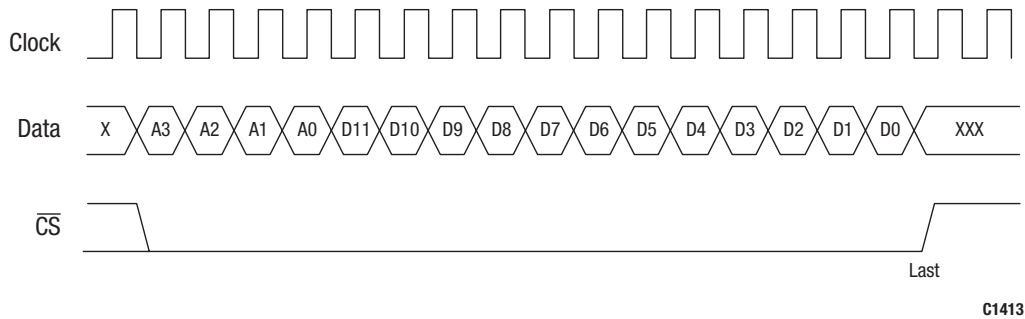 Clock
Data X A3 A2 A1 A0 D11 D10 D9 D8 D7 D6 D5 D4 D3 D2 D1 D0 XXX
C̅S̅
Last
C1413